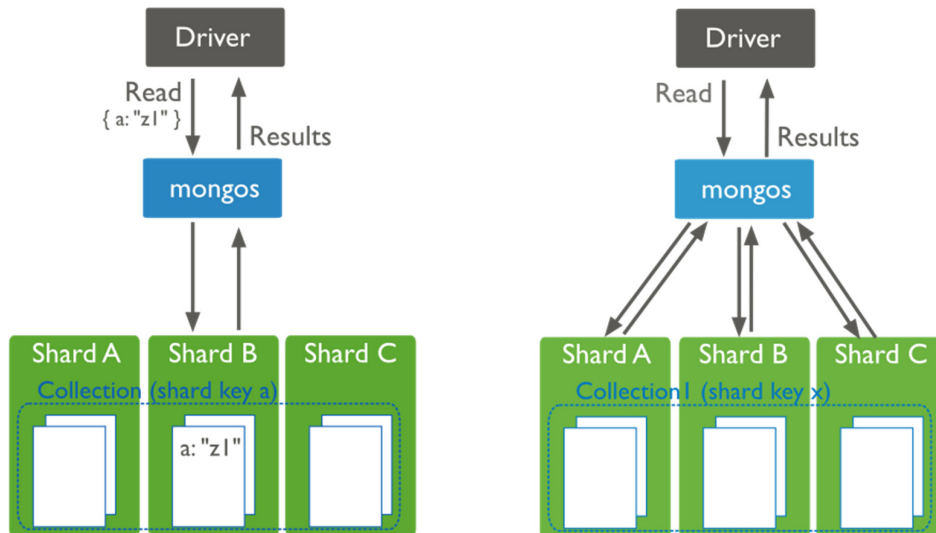 Driver
Read
{ a: "z1" }
Results
mongos
Shard A
Shard B
Shard C
Collection (shard key a)
a: "z1"
Driver
Read
Results
mongos
Shard A
Shard B
Shard C
Collection1 (shard key x)